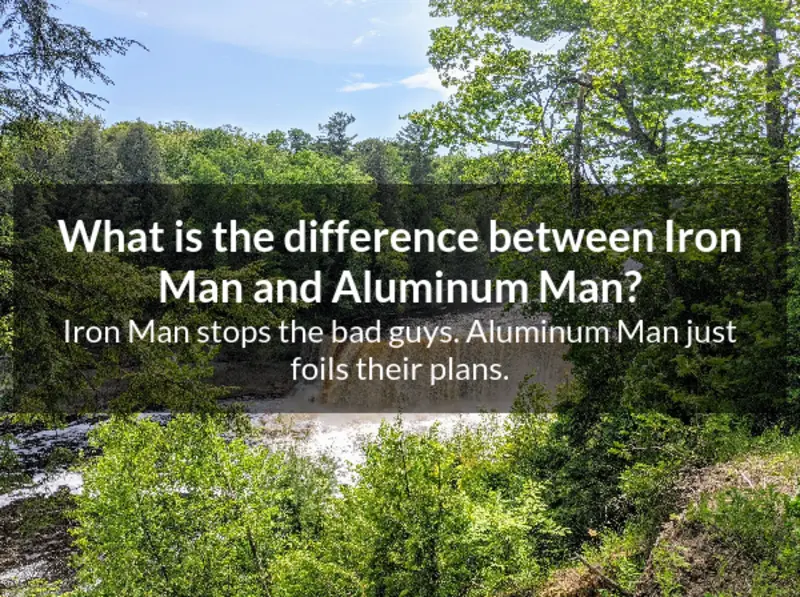 What is the difference between Iron
Man and Aluminum Man?
Iron Man stops the bad guys. Aluminum Man just
foils their plans.